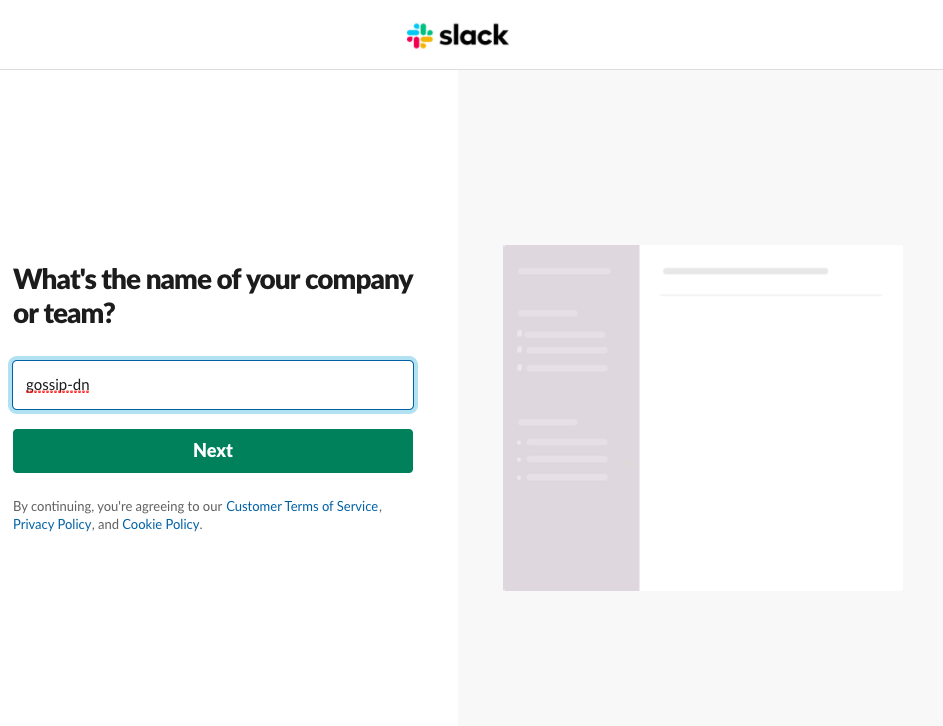 slack
What's the name of your company
or team?
gossip-dn
Next
By continuing, you're agreeing to our Customer Terms of Service,
Privacy Policy, and Cookie Policy.